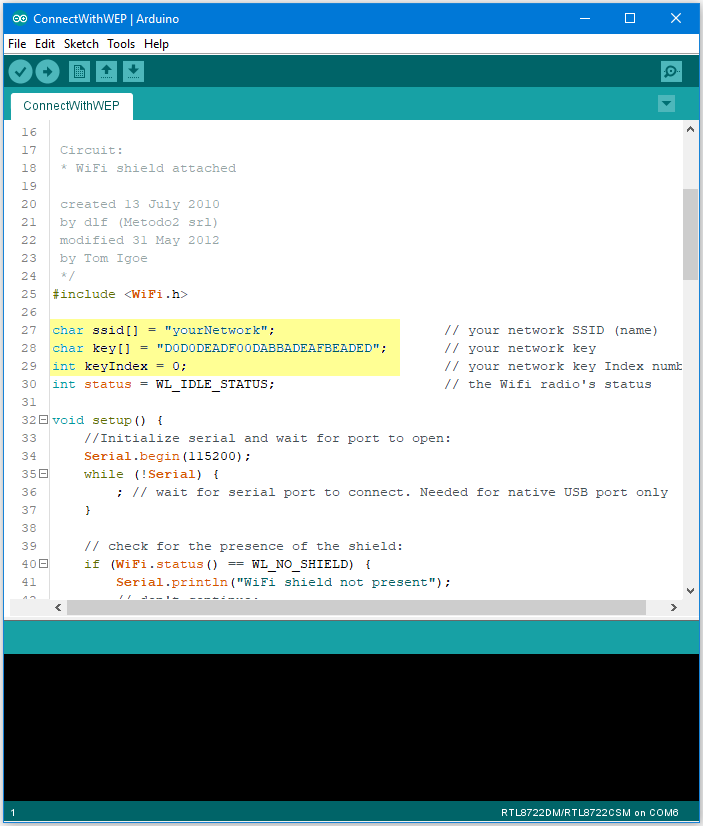 ConnectWithWEP | Arduino
File Edit Sketch Tools Help
ConnectWithWEP
16
17 Circuit:
18 * WiFi shield attached
19
20 created 13 July 2010
21 by dlf (Metodo2 srl)
22 modified 31 May 2012
23 by Tom Igoe
24 */
25 #include <WiFi.h>
26
27 char ssid[] = "yourNetwork"; // your network SSID (name)
28 char key[] = "D0D0DEADF00DABBADEAFBEADED"; // your network key
29 int keyIndex = 0; // your network key Index numb
30 int status = WL_IDLE_STATUS; // the Wifi radio's status
31
32 void setup() {
33 //Initialize serial and wait for port to open:
34 Serial.begin(115200);
35 while (!Serial) {
36 ; // wait for serial port to connect. Needed for native USB port only
37 }
38
39 // check for the presence of the shield:
40 if (WiFi.status() == WL_NO_SHIELD) {
41 Serial.println("WiFi shield not present");
1 RTL8722DM/RTL8722CSM on COM6